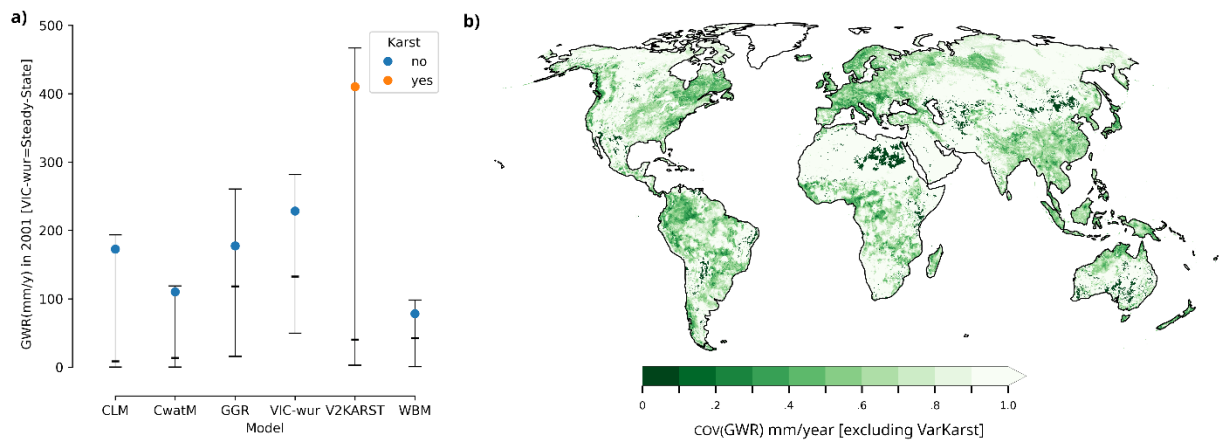 a)
GWR(mm/y) in 2001 [VIC-wur=Steady-State]
500
400
300
200
100
0
Karst
no
yes
CLM CwatM GGR VIC-wur V2KARST WBM
Model
b)
0 .2 .4 .6 .8 1.0
COV(GWR) mm/year [excluding VarKarst]